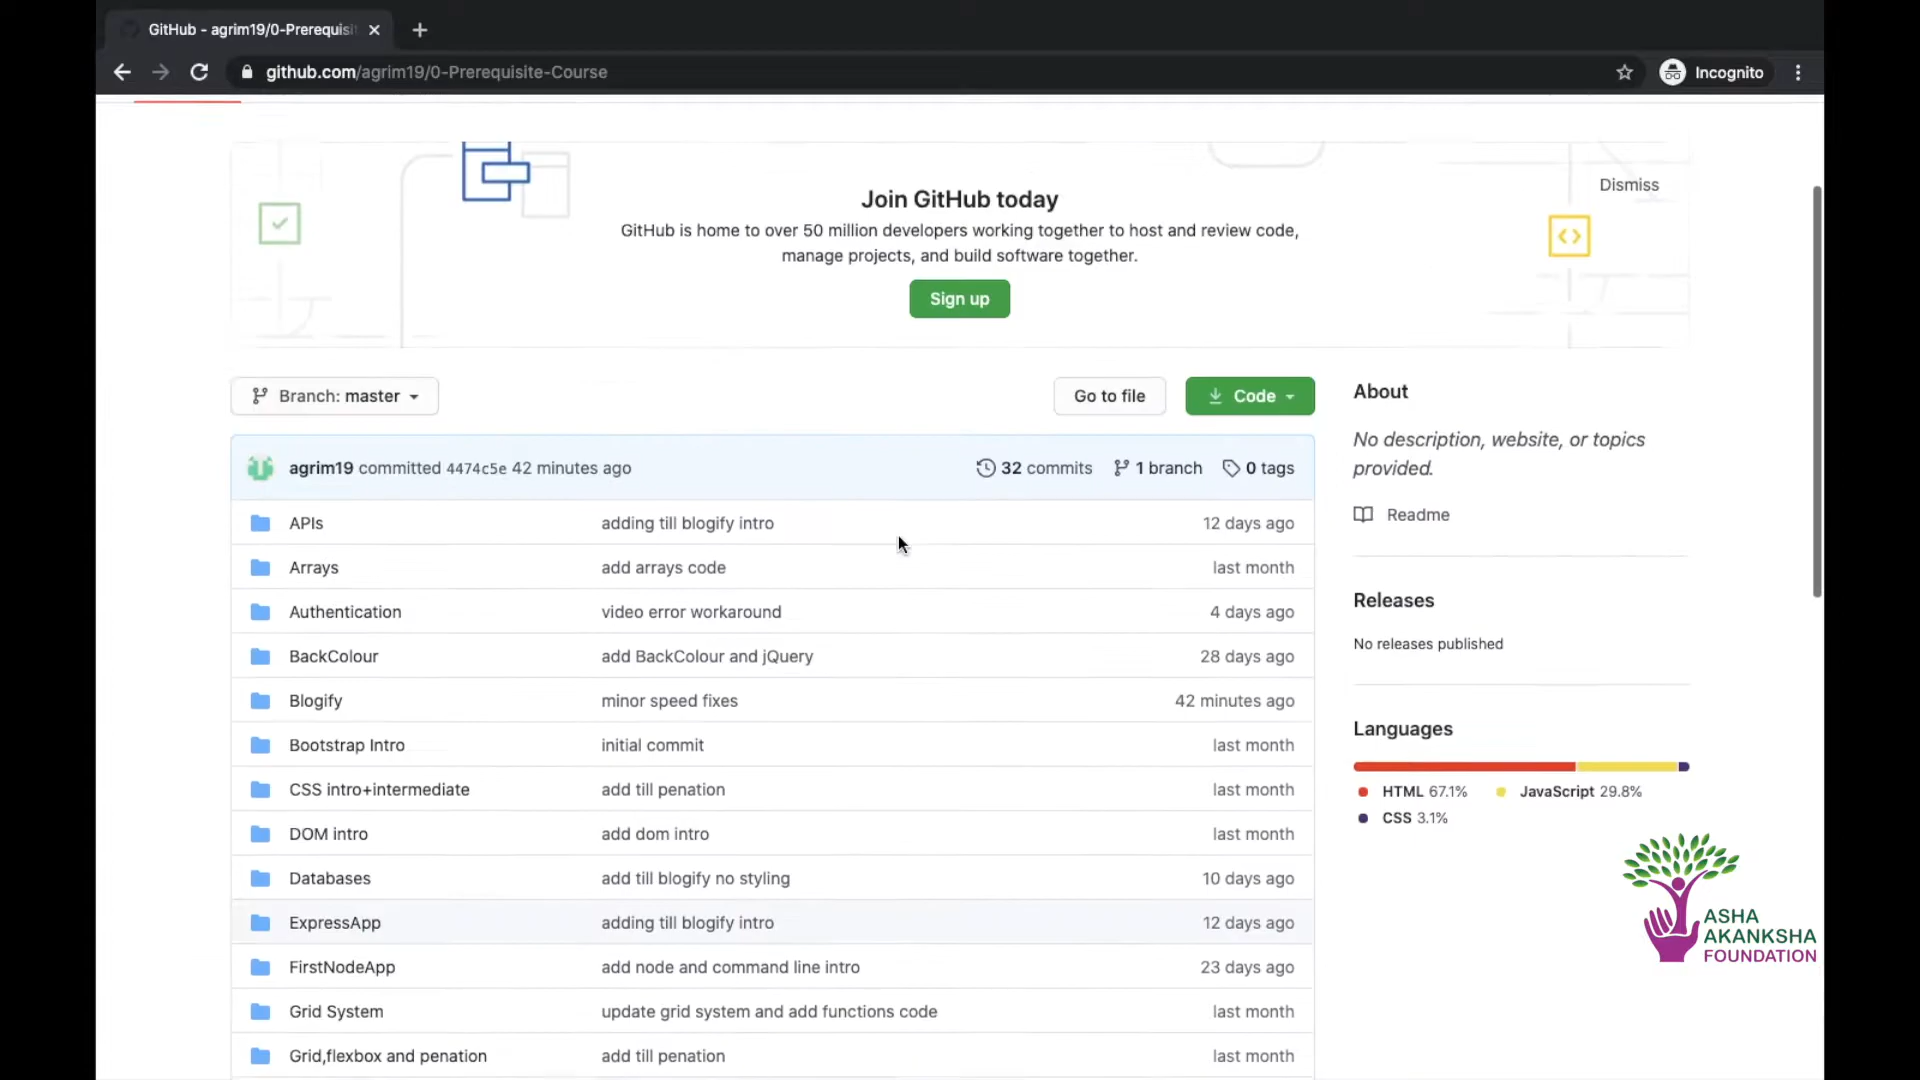 GitHub - agrim19/0-Prerequisit
github.com/agrim19/0-Prerequisite-Course
Incognito
Dismiss
Join GitHub today
GitHub is home to over 50 million developers working together to host and review code,
manage projects, and build software together.
Sign up
Branch: master
Go to file
Code
About
No description, website, or topics
provided.
Readme
agrim19 committed 4474c5e 42 minutes ago
32 commits
1 branch
0 tags
APIs adding till blogify intro 12 days ago
Arrays add arrays code last month
Authentication video error workaround 4 days ago
BackColour add BackColour and jQuery 28 days ago
Blogify minor speed fixes 42 minutes ago
Bootstrap Intro initial commit last month
CSS intro+intermediate add till penation last month
DOM intro add dom intro last month
Databases add till blogify no styling 10 days ago
ExpressApp adding till blogify intro 12 days ago
FirstNodeApp add node and command line intro 23 days ago
Grid System update grid system and add functions code last month
Grid,flexbox and penation add till penation last month
Releases
No releases published
Languages
HTML 67.1% JavaScript 29.8%
CSS 3.1%
ASHA
AKANKSHA
FOUNDATION